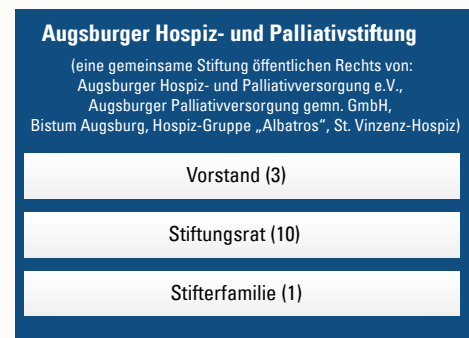 Augsburger Hospiz- und Palliativstiftung
(eine gemeinsame Stiftung öffentlichen Rechts von:
Augsburger Hospiz- und Palliativversorgung e.V.,
Augsburger Palliativversorgung gemn. GmbH,
Bistum Augsburg, Hospiz-Gruppe „Albatros“, St. Vinzenz-Hospiz)
Vorstand (3)
Stiftungsrat (10)
Stifterfamilie (1)